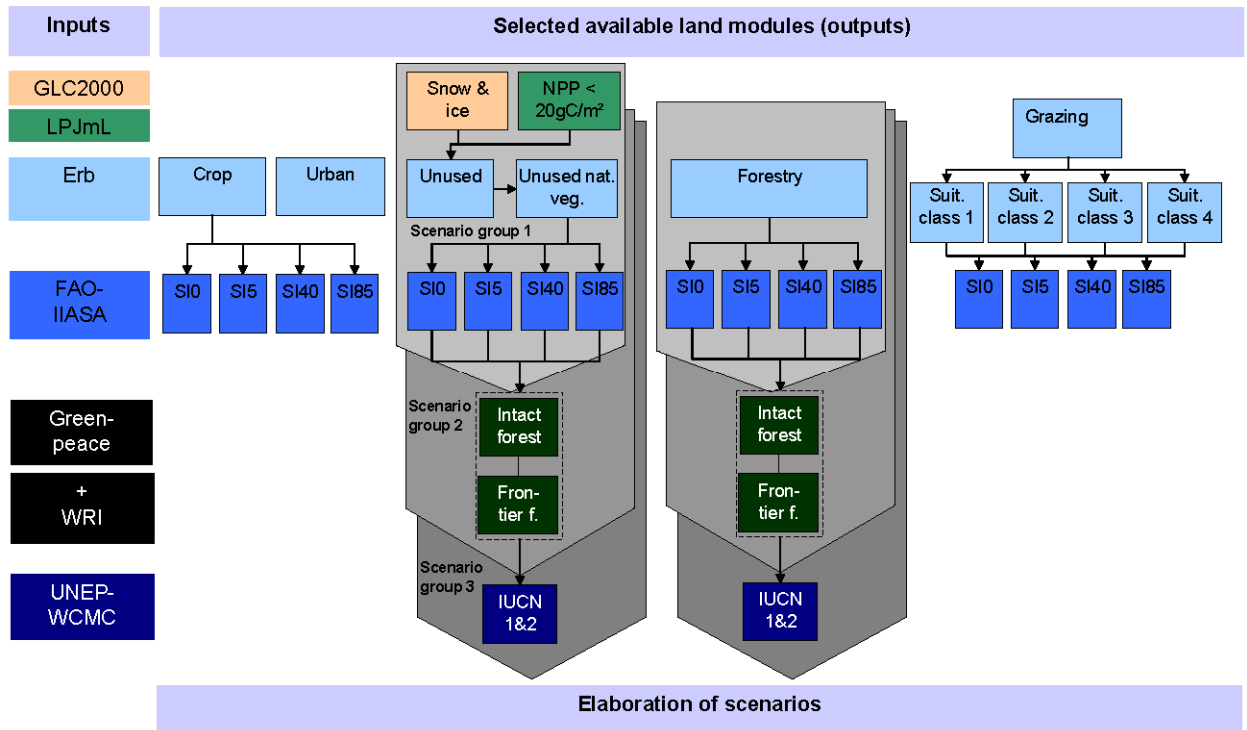 Inputs
Selected available land modules (outputs)
GLC2000
LPJmL
Erb
FAO-
IIASA
Green-
peace
+
WRI
UNEP-
WCMC
Crop
Urban
SI0
SI5
SI40
SI85
Snow &
ice
NPP <
20gC/m²
Unused
Unused nat.
veg.
Scenario group 1
SI0
SI5
SI40
SI85
Scenario
group 2
Intact
forest
Fron-
tier f.
Scenario
group 3
IUCN
1&2
Forestry
SI0
SI5
SI40
SI85
Intact
forest
Fron-
tier f.
IUCN
1&2
Grazing
Suit.
class 1
Suit.
class 2
Suit.
class 3
Suit.
class 4
SI0
SI5
SI40
SI85
Elaboration of scenarios